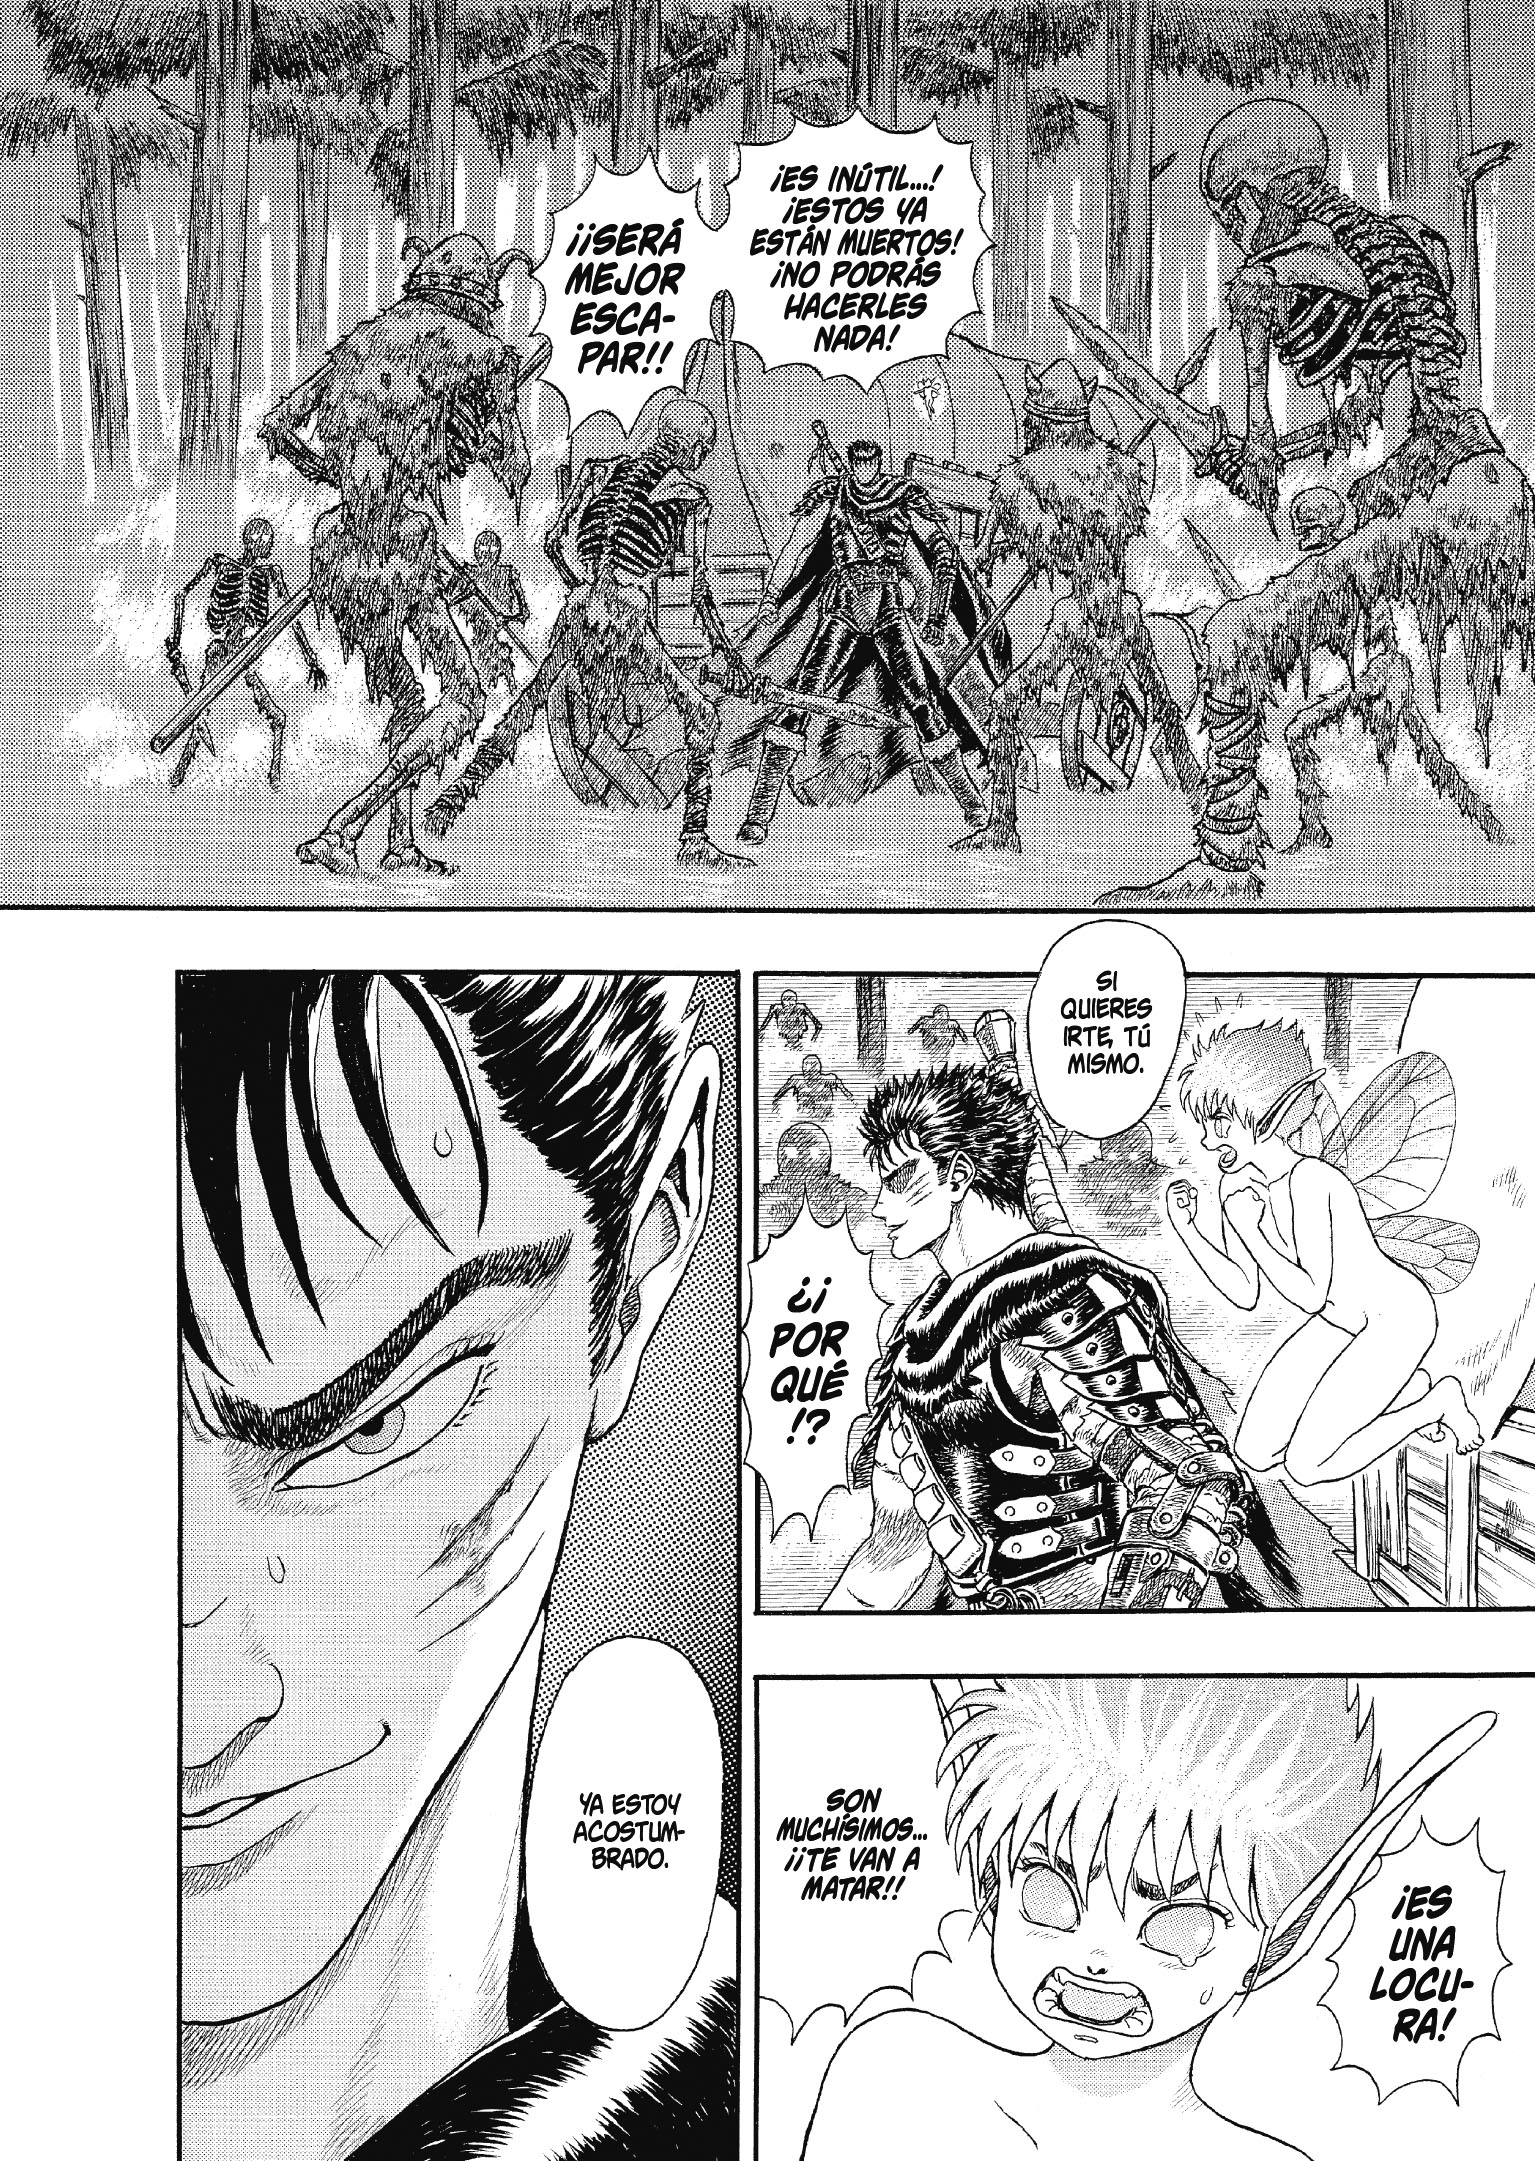 ¡ES INÚTIL...!
¡ESTOS YA
ESTÁN MUERTOS!
¡NO PODRÁS
HACERLES
NADA!
¡¡SERÁ
MEJOR
ESCA-
PAR!!
SI
QUIERES
IRTE, TÚ
MISMO.
¿¡
POR
QUÉ
!?
¡ES
UNA
LOCU-
RA!
SON
MUCHÍSIMOS...
¡¡TE VAN A
MATAR!!
YA ESTOY
ACOSTUM-
BRADO.